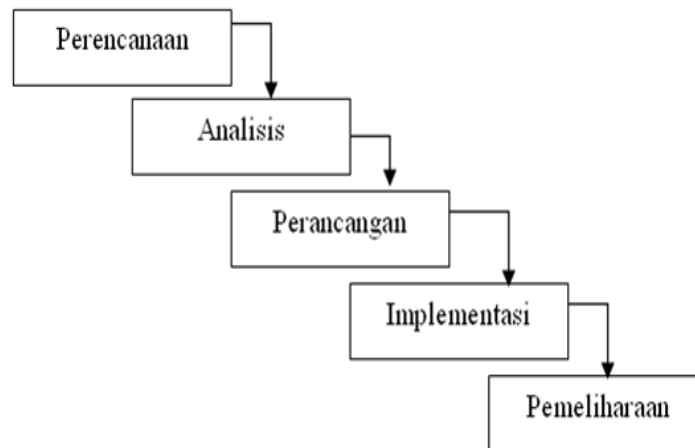 Perencanaan
Analisis
Perancangan
Implementasi
Pemeliharaan